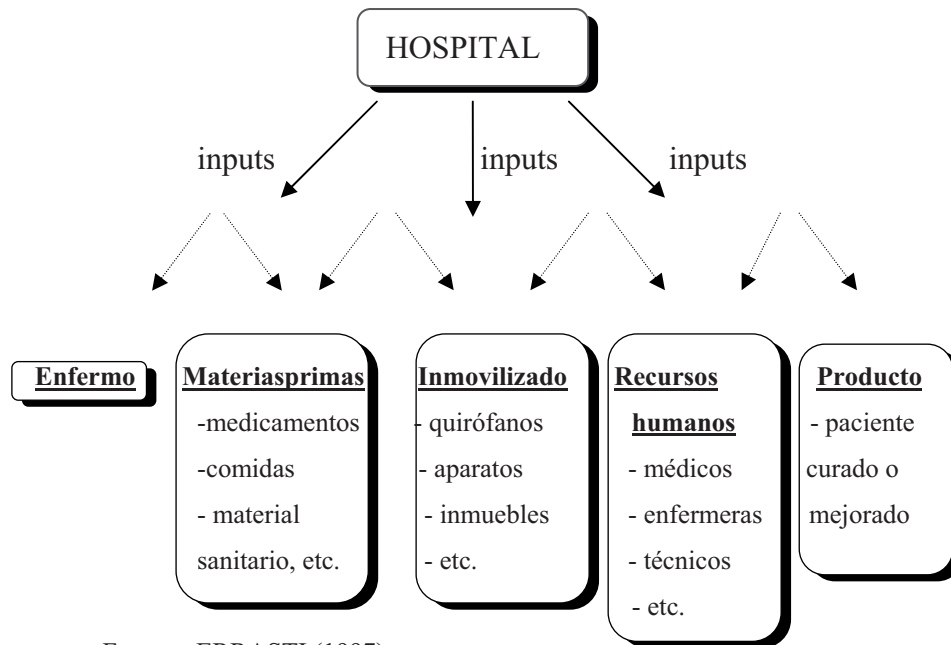 HOSPITAL
inputs inputs inputs
Enfermo
Materiasprimas
-medicamentos
-comidas
- material
sanitario, etc.
Inmovilizado
- quirófanos
- aparatos
- inmuebles
- etc.
Recursos
humanos
- médicos
- enfermeras
- técnicos
- etc.
Producto
- paciente
curado o
mejorado